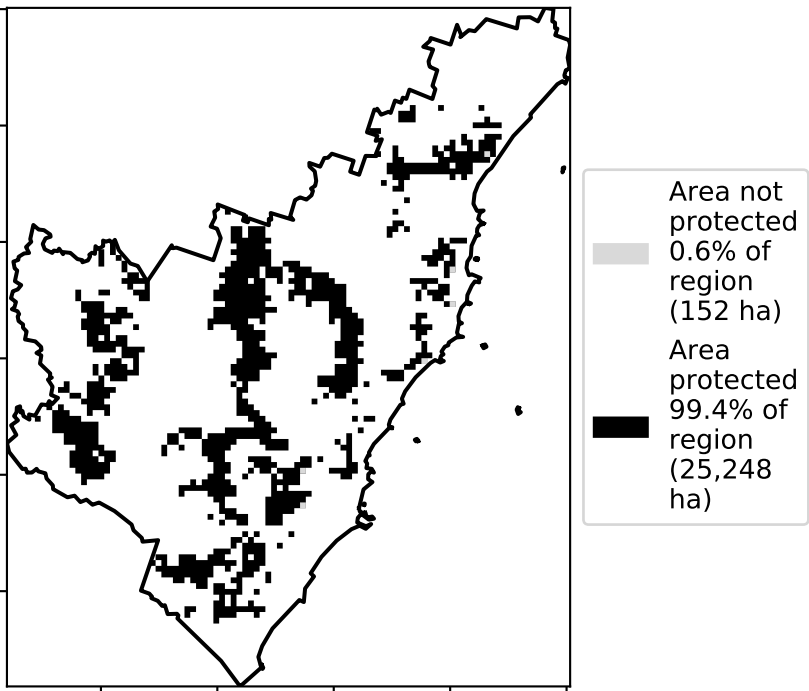 Area not
protected
0.6% of
region
(152 ha)
Area
protected
99.4% of
region
(25,248
ha)